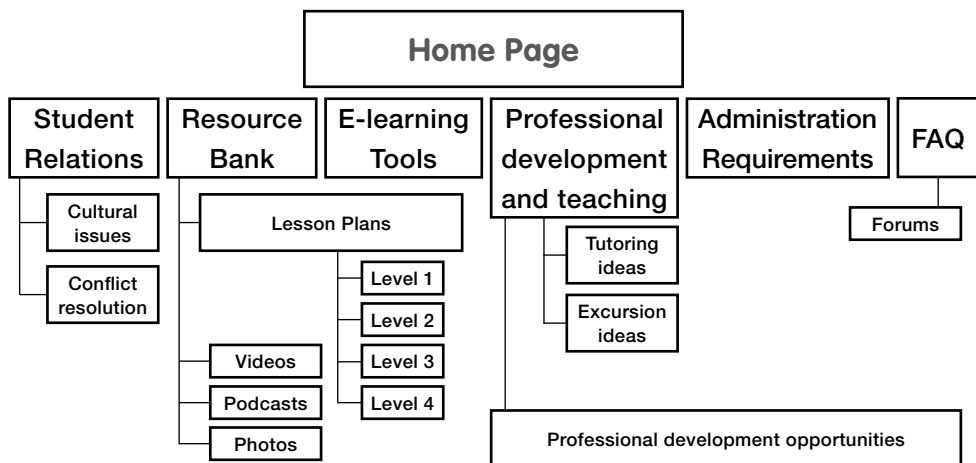 Home Page
Student
Relations
Resource
Bank
E-learning
Tools
Professional
development
and teaching
Administration
Requirements
FAQ
Cultural
issues
Conflict
resolution
Lesson Plans
Level 1
Level 2
Level 3
Level 4
Videos
Podcasts
Photos
Tutoring
ideas
Excursion
ideas
Professional development opportunities
Forums